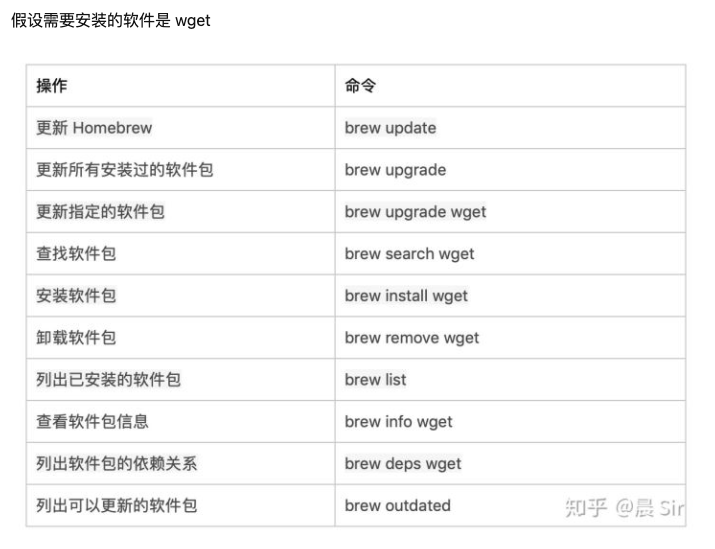 假设需要安装的软件是 wget
操作 命令
更新 Homebrew brew update
更新所有安装过的软件包 brew upgrade
更新指定的软件包 brew upgrade wget
查找软件包 brew search wget
安装软件包 brew install wget
卸载软件包 brew remove wget
列出已安装的软件包 brew list
查看软件包信息 brew info wget
列出软件包的依赖关系 brew deps wget
列出可以更新的软件包 brew outdated
知乎 @晨 Sir